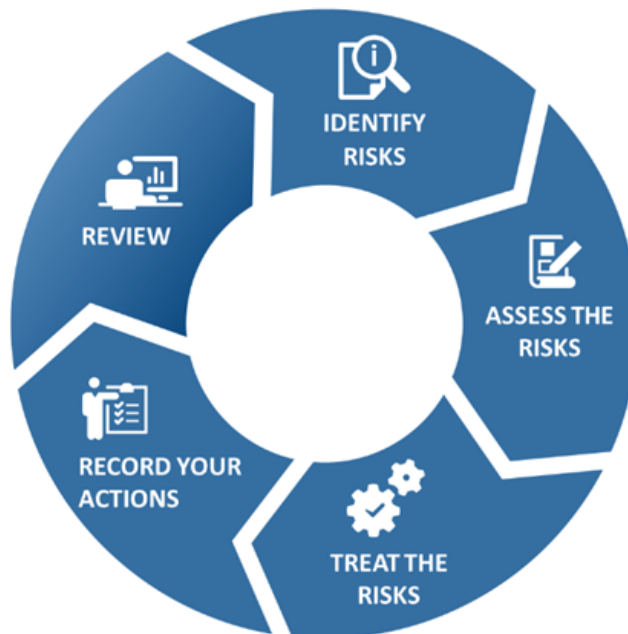 IDENTIFY
RISKS
ASSESS THE
RISKS
TREAT THE
RISKS
RECORD YOUR
ACTIONS
REVIEW